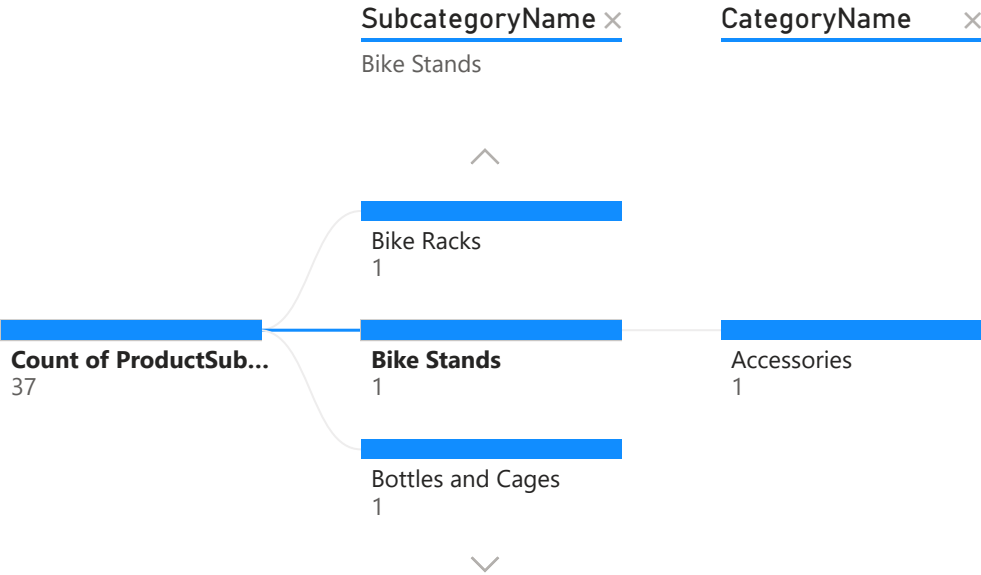 SubcategoryName
CategoryName
Bike Stands
Bike Racks
1
Count of ProductSub...
37
Bike Stands
1
Accessories
1
Bottles and Cages
1